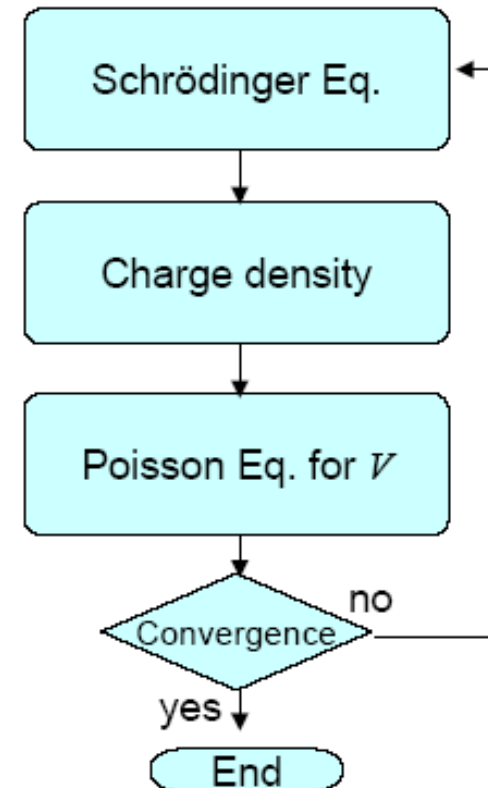 Schrödinger Eq.
Charge density
Poisson Eq. for V
no
Convergence
yes
End